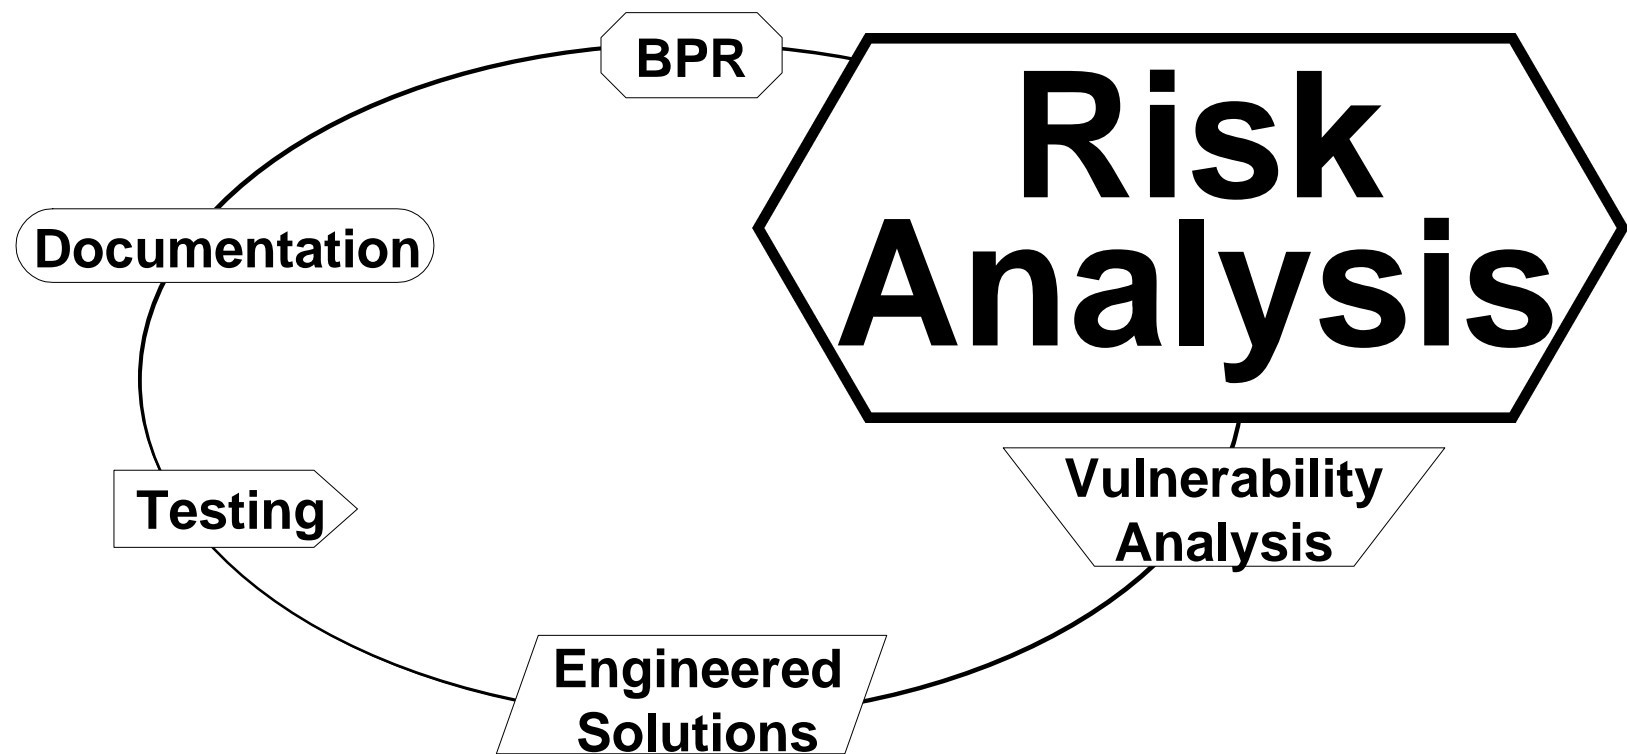 BPR
Risk
Analysis
Documentation
Vulnerability
Analysis
Testing
Engineered
Solutions